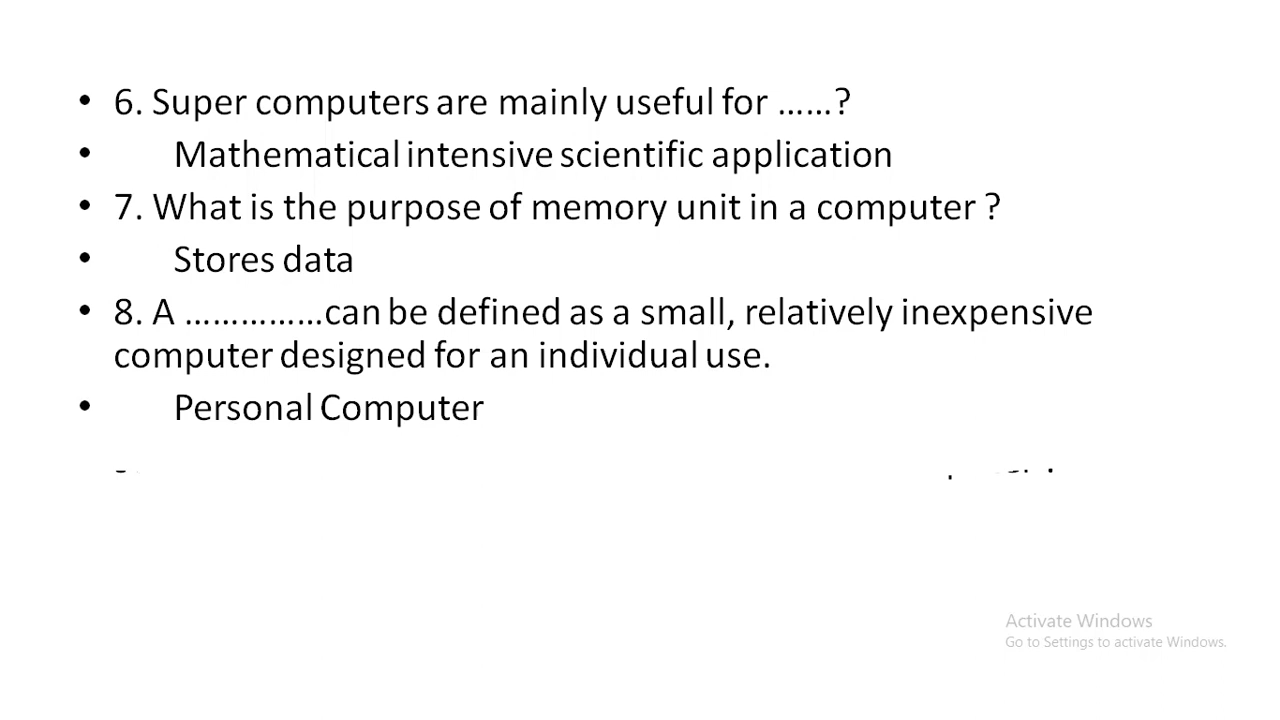 • 6. Super computers are mainly useful for ……?
• Mathematical intensive scientific application
• 7. What is the purpose of memory unit in a computer ?
• Stores data
• 8. A ……………can be defined as a small, relatively inexpensive
computer designed for an individual use.
• Personal Computer
Activate Windows
Go to Settings to activate Windows.